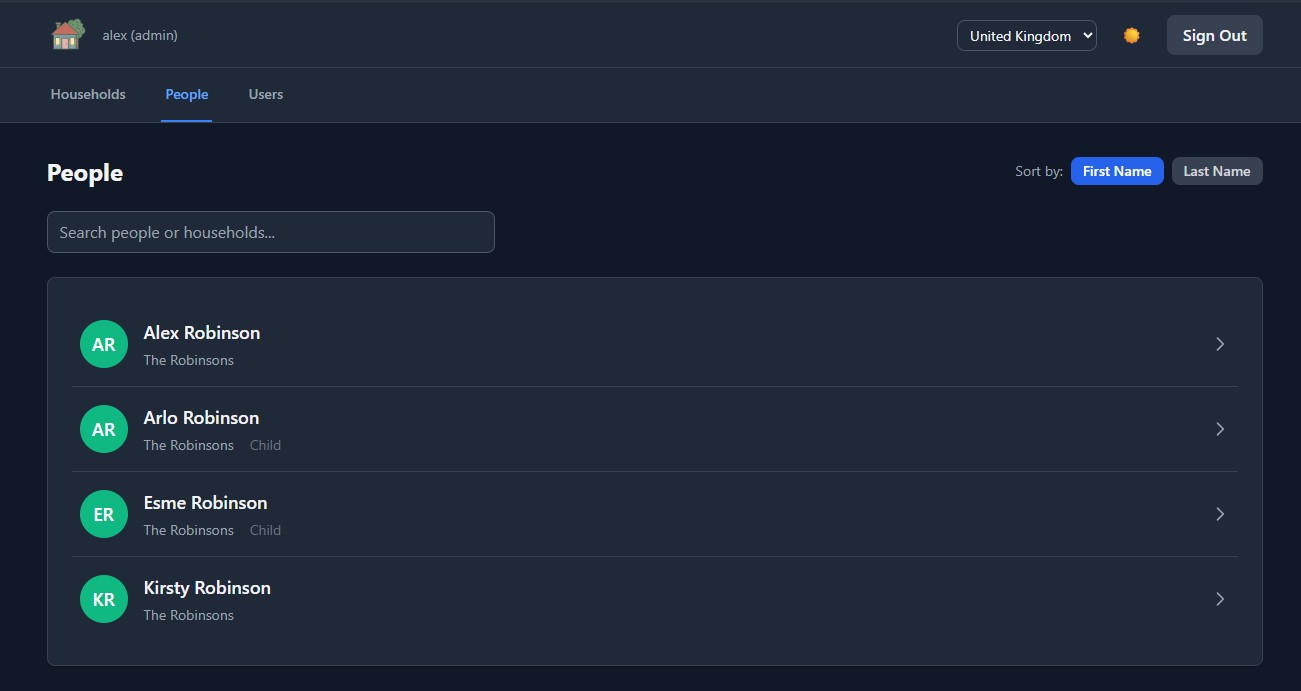 alex (admin)
United Kingdom
Sign Out
Households
People
Users
People
Sort by:
First Name
Last Name
Search people or households...
AR
Alex Robinson
The Robinsons
AR
Arlo Robinson
The Robinsons Child
ER
Esme Robinson
The Robinsons Child
KR
Kirsty Robinson
The Robinsons